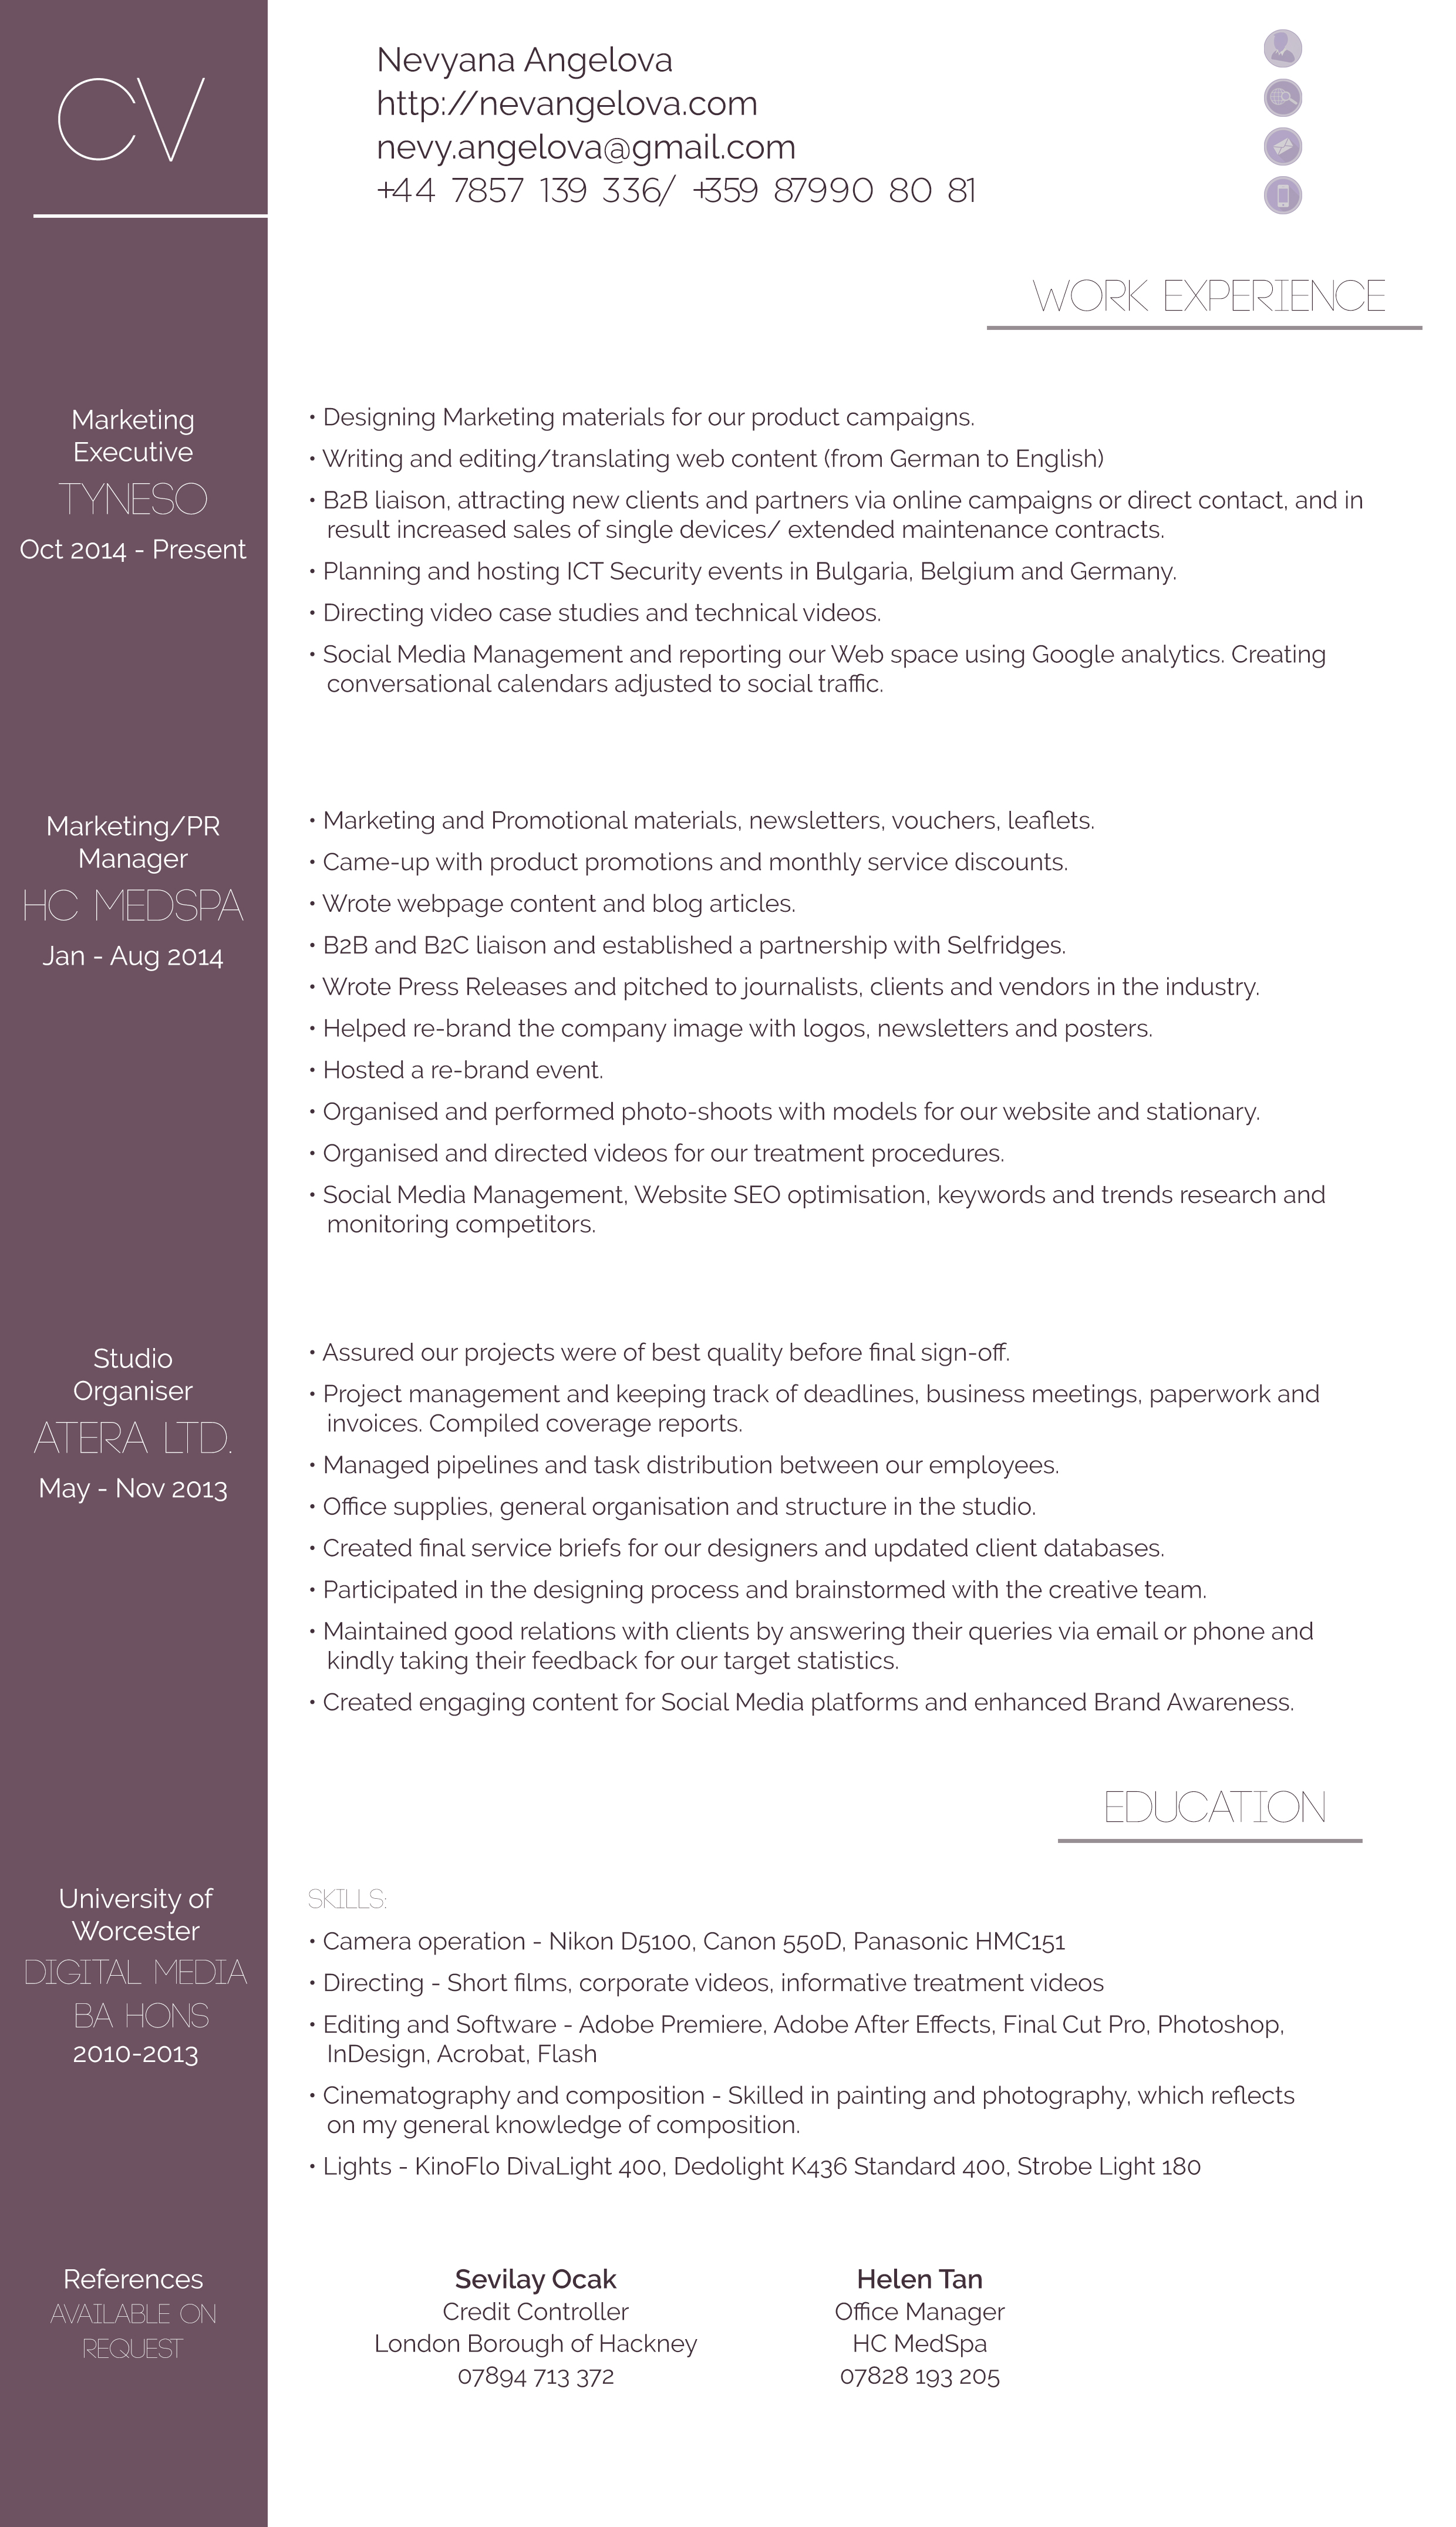 CV
Nevyana Angelova
http://nevangelova.com
nevy.angelova@gmail.com
+44 7857 139 336/ +359 87990 80 81
WORK EXPERIENCE
Marketing
Executive
TYNESO
Oct 2014 - Present
• Designing Marketing materials for our product campaigns.
• Writing and editing/translating web content (from German to English)
• B2B liaison, attracting new clients and partners via online campaigns or direct contact, and in
result increased sales of single devices/ extended maintenance contracts.
• Planning and hosting ICT Security events in Bulgaria, Belgium and Germany.
• Directing video case studies and technical videos.
• Social Media Management and reporting our Web space using Google analytics. Creating
conversational calendars adjusted to social traffic.
Marketing/PR
Manager
HC MEDSPA
Jan - Aug 2014
• Marketing and Promotional materials, newsletters, vouchers, leaflets.
• Came-up with product promotions and monthly service discounts.
• Wrote webpage content and blog articles.
• B2B and B2C liaison and established a partnership with Selfridges.
• Wrote Press Releases and pitched to journalists, clients and vendors in the industry.
• Helped re-brand the company image with logos, newsletters and posters.
• Hosted a re-brand event.
• Organised and performed photo-shoots with models for our website and stationary.
• Organised and directed videos for our treatment procedures.
• Social Media Management, Website SEO optimisation, keywords and trends research and
monitoring competitors.
Studio
Organiser
ATERA LTD.
May - Nov 2013
• Assured our projects were of best quality before final sign-off.
• Project management and keeping track of deadlines, business meetings, paperwork and
invoices. Compiled coverage reports.
• Managed pipelines and task distribution between our employees.
• Office supplies, general organisation and structure in the studio.
• Created final service briefs for our designers and updated client databases.
• Participated in the designing process and brainstormed with the creative team.
• Maintained good relations with clients by answering their queries via email or phone and
kindly taking their feedback for our target statistics.
• Created engaging content for Social Media platforms and enhanced Brand Awareness.
EDUCATION
University of
Worcester
DIGITAL MEDIA
BA HONS
2010-2013
SKILLS:
• Camera operation - Nikon D5100, Canon 550D, Panasonic HMC151
• Directing - Short films, corporate videos, informative treatment videos
• Editing and Software - Adobe Premiere, Adobe After Effects, Final Cut Pro, Photoshop,
InDesign, Acrobat, Flash
• Cinematography and composition - Skilled in painting and photography, which reflects
on my general knowledge of composition.
• Lights - KinoFlo DivaLight 400, Dedolight K436 Standard 400, Strobe Light 180
References
AVAILABLE ON
REQUEST
Sevilay Ocak
Credit Controller
London Borough of Hackney
07894 713 372
Helen Tan
Office Manager
HC MedSpa
07828 193 205